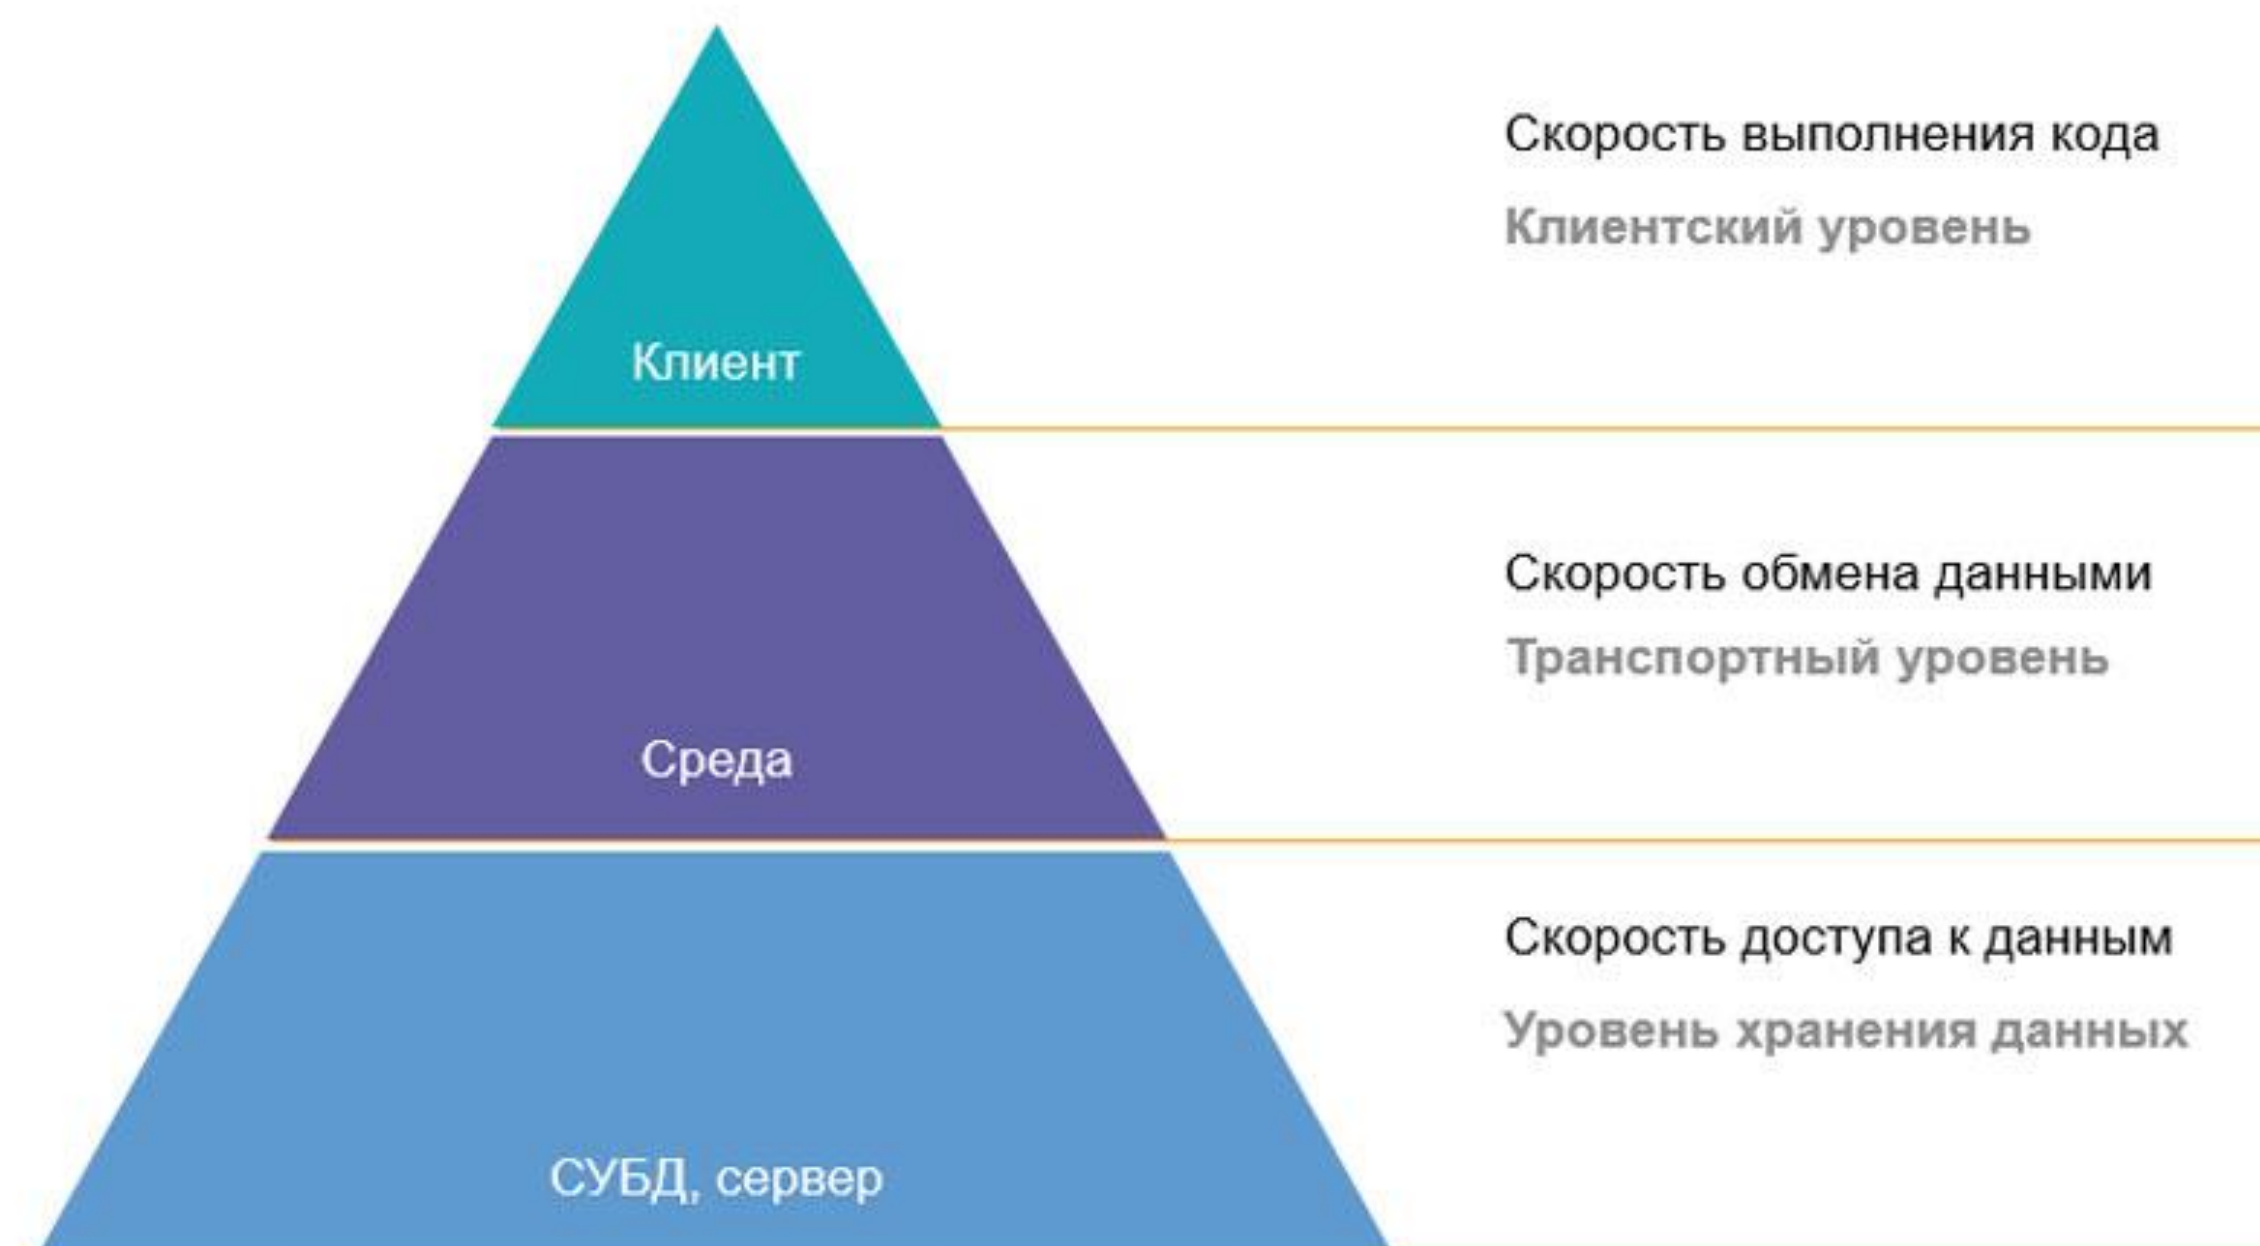 Скорость выполнения кода
Клиентский уровень
Клиент
Скорость обмена данными
Транспортный уровень
Среда
Скорость доступа к данным
Уровень хранения данных
СУБД, сервер